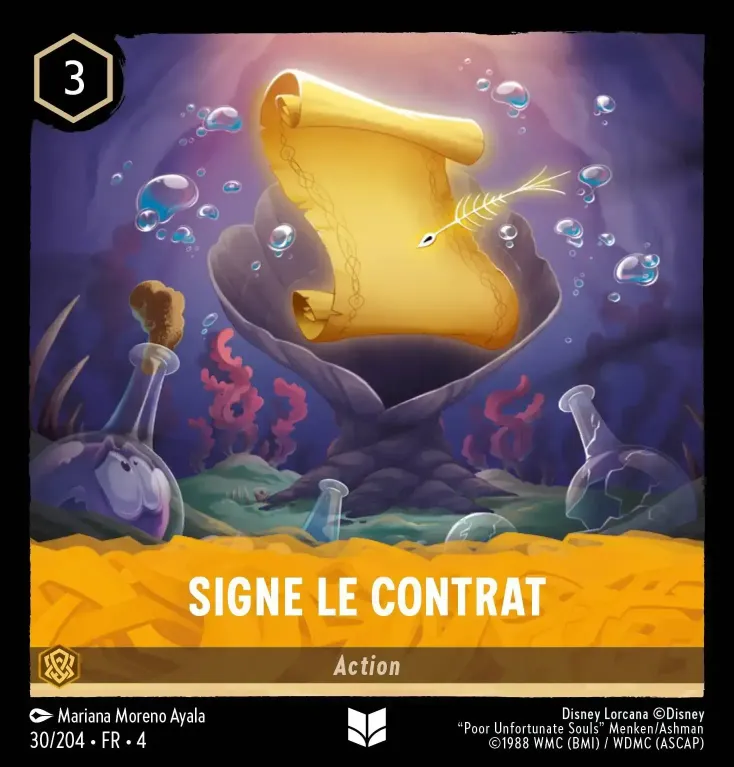 3
SIGNE LE CONTRAT
Action
Mariana Moreno Ayala
30/204 • FR • 4
Disney Lorcana ©Disney
“Poor Unfortunate Souls” Menken/Ashman
©1988 WMC (BMI) / WDMC (ASCAP)